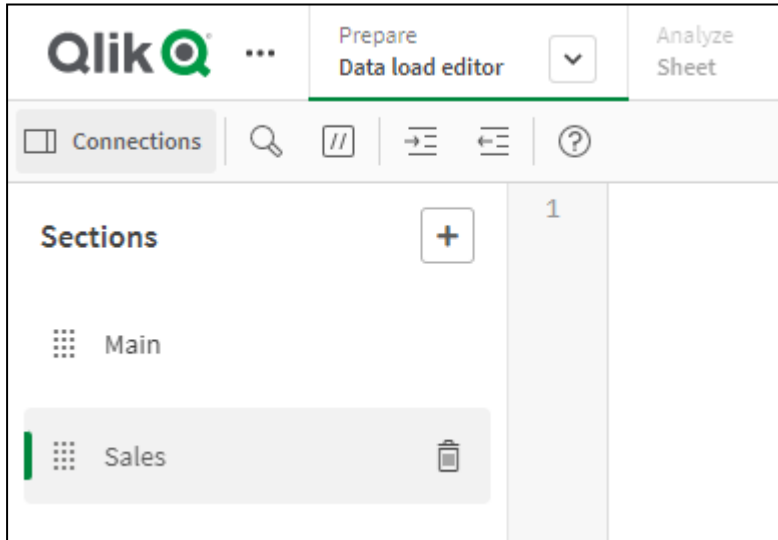 Qlik
...
Prepare
Data load editor
Analyze
Sheet
Connections
//
?
Sections
+
1
Main
Sales